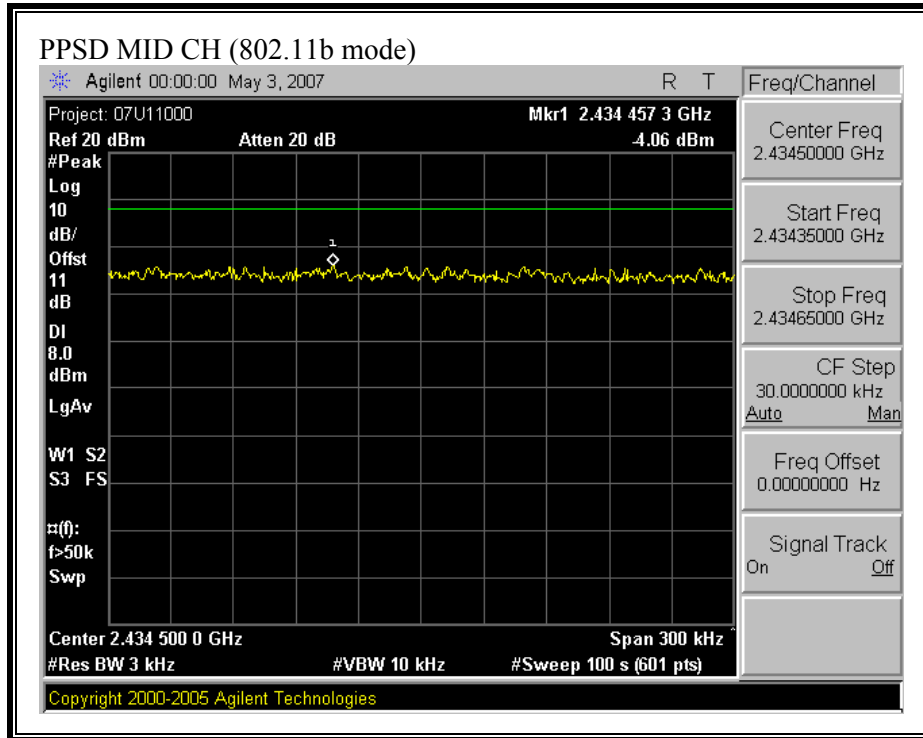 PPSD MID CH (802.11b mode)
Agilent 00:00:00 May 3, 2007 R T
Project: 07U11000 Mkr1 2.434 457 3 GHz
Ref 20 dBm Atten 20 dB -4.06 dBm
#Peak
Log
10
dB/
Offst
11
dB
DI
8.0
dBm
LgAv
W1 S2
S3 FS
¤(f):
f>50k
Swp
1
Center 2.434 500 0 GHz Span 300 kHz ^
#Res BW 3 kHz #VBW 10 kHz #Sweep 100 s (601 pts)
Copyright 2000-2005 Agilent Technologies
Freq/Channel
Center Freq
2.43450000 GHz
Start Freq
2.43435000 GHz
Stop Freq
2.43465000 GHz
CF Step
30.0000000 kHz
Auto Man
Freq Offset
0.00000000 Hz
Signal Track
On Off